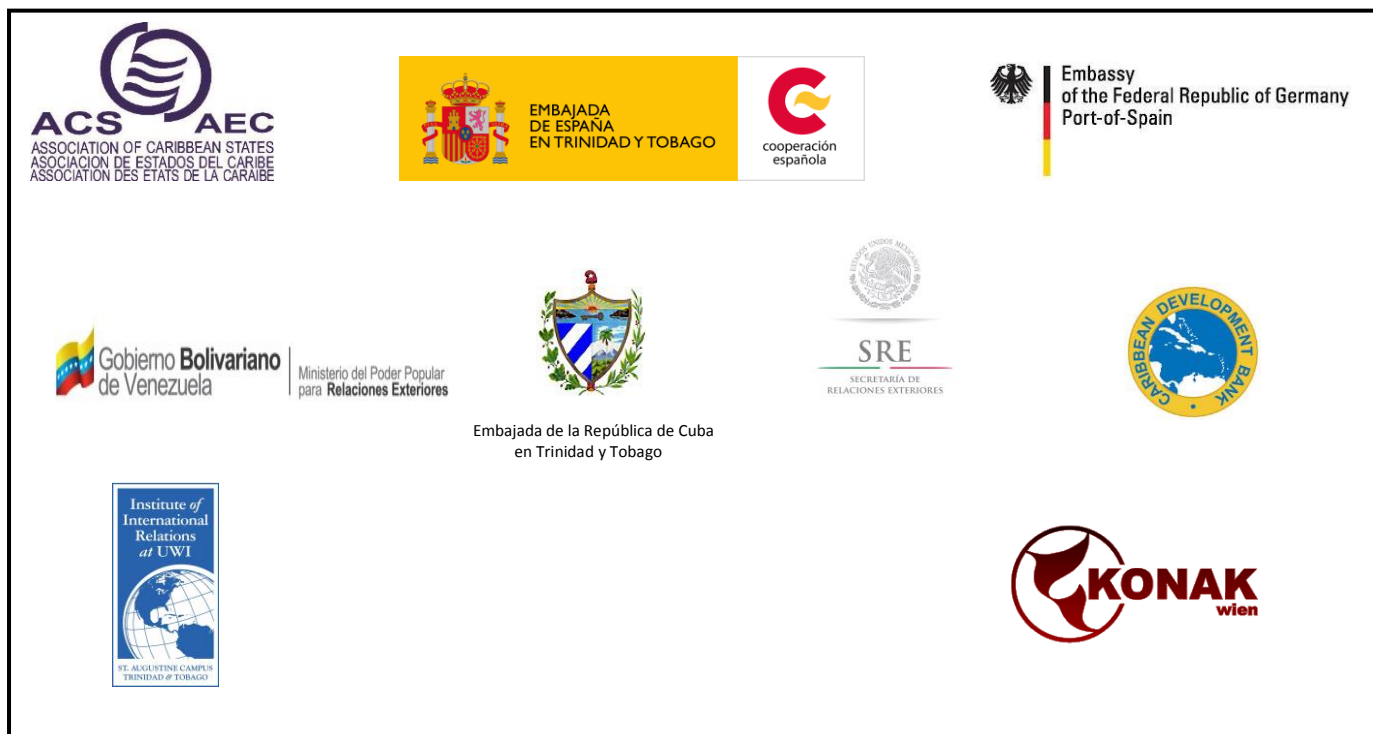 ACS AEC
ASSOCIATION OF CARIBBEAN STATES
ASOCIACION DE ESTADOS DEL CARIBE
ASSOCIATION DES ETATS DE LA CARAIBE
EMBAJADA
DE ESPAÑA
EN TRINIDAD Y TOBAGO
cooperación
española
Embassy
of the Federal Republic of Germany
Port-of-Spain
Gobierno Bolivariano
de Venezuela
Ministerio del Poder Popular
para Relaciones Exteriores
Embajada de la República de Cuba
en Trinidad y Tobago
ESTADOS UNIDOS MEXICANOS
SRE
SECRETARÍA DE
RELACIONES EXTERIORES
CARIBBEAN DEVELOPMENT BANK
Institute of
International
Relations
at UWI
ST. AUGUSTINE CAMPUS
TRINIDAD & TOBAGO
KONAK
wien